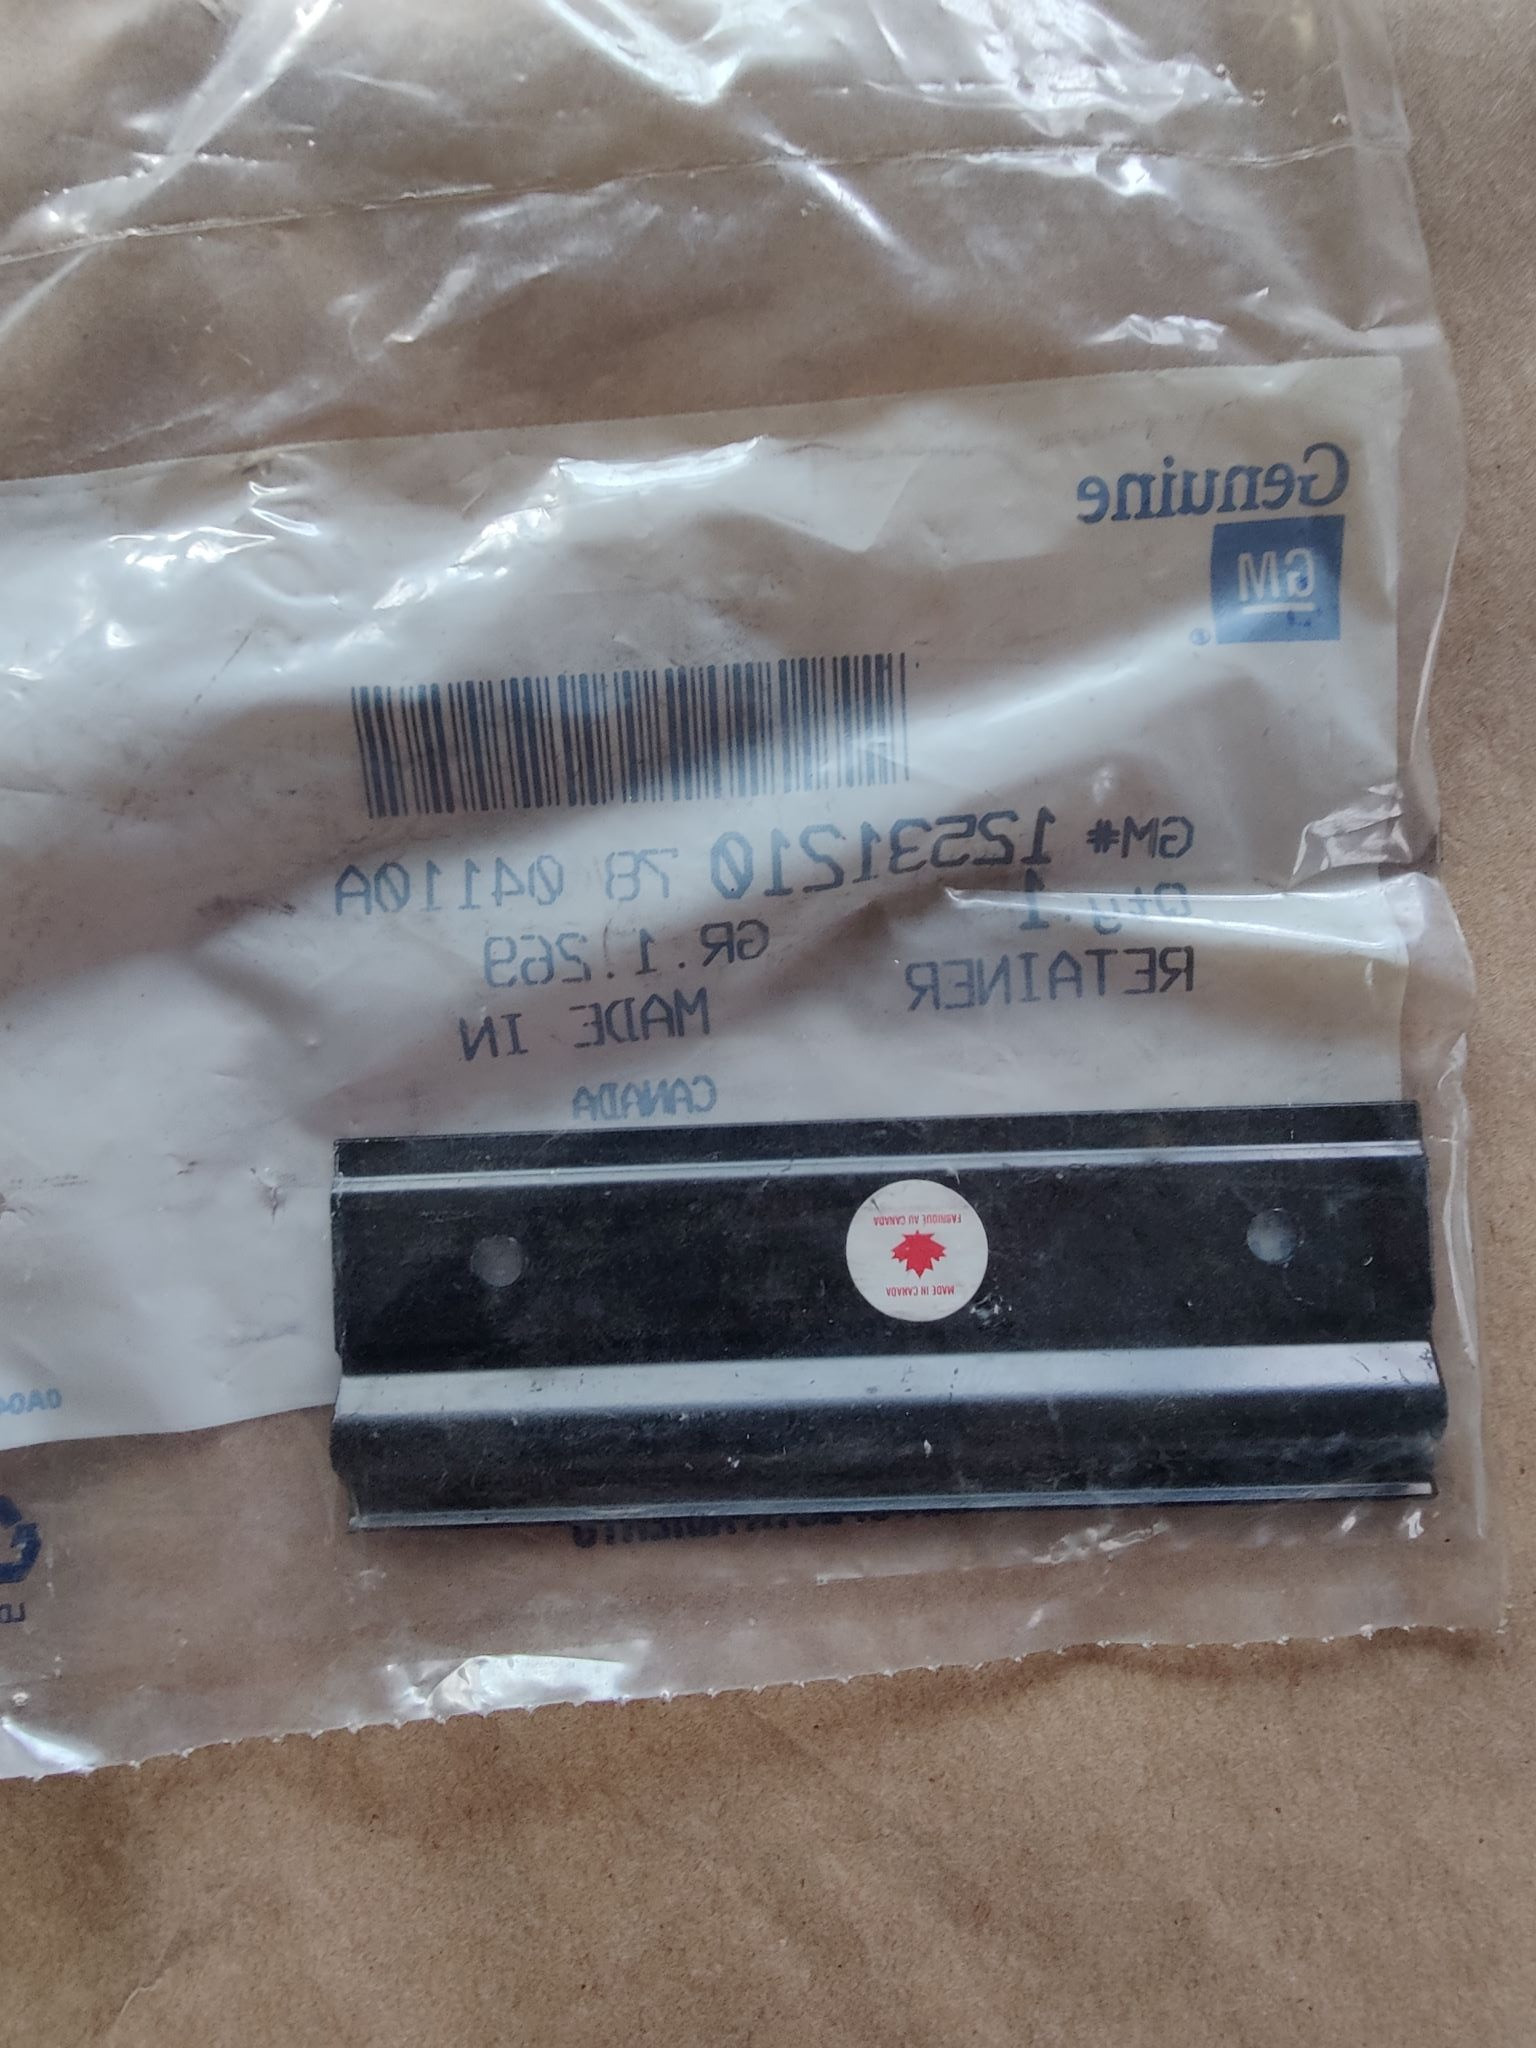 Genuine
GM
GM# 12531210 78 04110A
Qty.1 GR.1.269
RETAINER MADE IN
CANADA
FABRIQUÉ AU CANADA
MADE IN CANADA